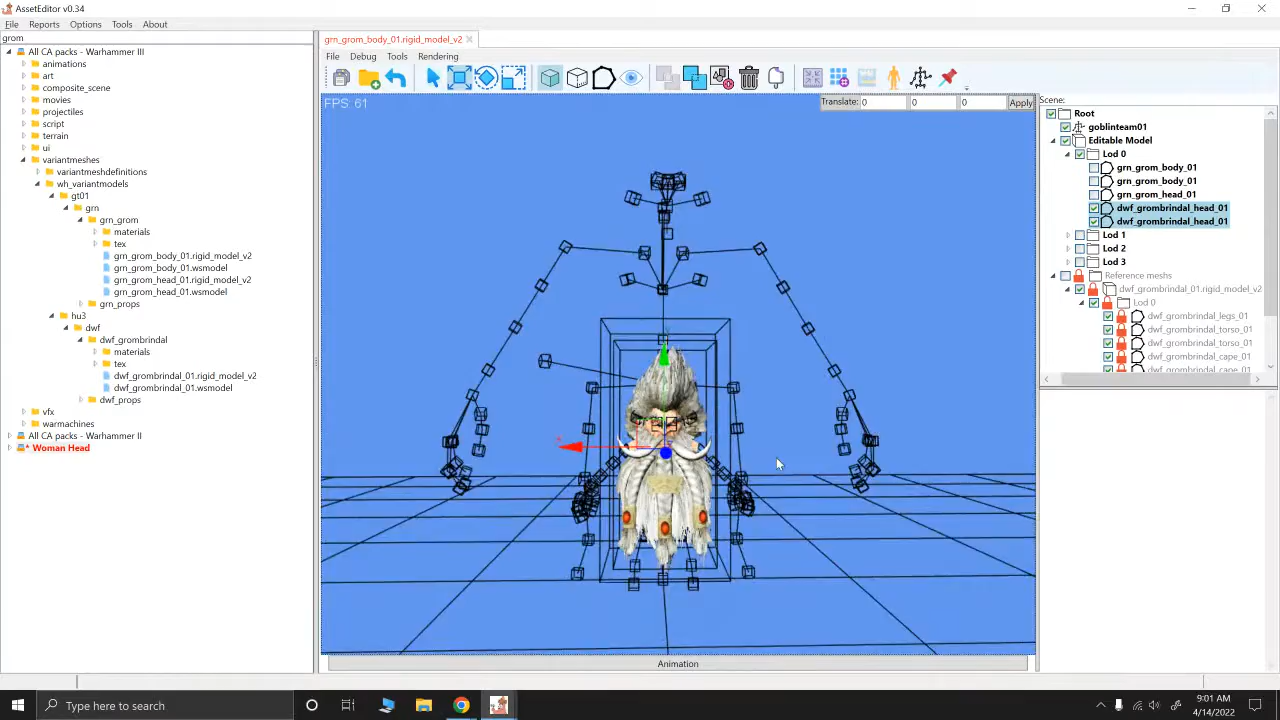 AssetEditor v0.34
File Reports Options Tools About
grom
All CA packs - Warhammer III
animations
art
composite_scene
movies
projectiles
script
terrain
ui
variantmeshes
variantmeshdefinitions
wh_variantmodels
gt01
grn
grn_grom
materials
tex
grn_grom_body_01.rigid_model_v2
grn_grom_body_01.wsmodel
grn_grom_head_01.rigid_model_v2
grn_grom_head_01.wsmodel
grn_props
hu3
dwf
dwf_grombrindal
materials
tex
dwf_grombrindal_01.rigid_model_v2
dwf_grombrindal_01.wsmodel
dwf_props
vfx
warmachines
All CA packs - Warhammer II
* Woman Head
grn_grom_body_01.rigid_model_v2
File Debug Tools Rendering
FPS: 61
Translate: 0 0 0 Apply
Animation
Scene:
Root
goblinteam01
Editable Model
Lod 0
grn_grom_body_01
grn_grom_body_01
grn_grom_head_01
dwf_grombrindal_head_01
dwf_grombrindal_head_01
Lod 1
Lod 2
Lod 3
Reference meshs
dwf_grombrindal_01.rigid_model_v2
Lod 0
dwf_grombrindal_legs_01
dwf_grombrindal_torso_01
dwf_grombrindal_torso_01
dwf_grombrindal_cape_01
dwf_grombrindal_cape_01
Type here to search
9:01 AM
4/14/2022